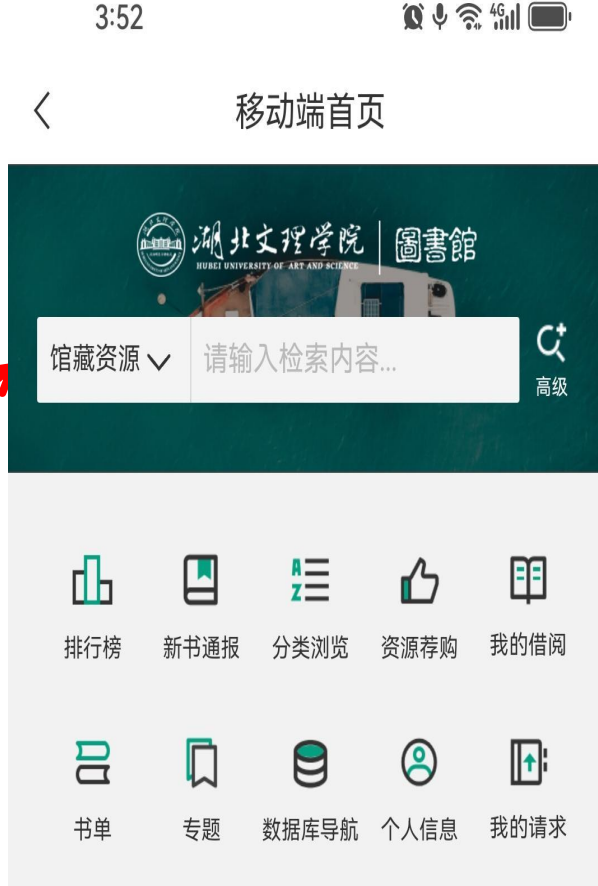 3:52
4G
移动端首页
湖北文理学院 圖書館
HUBEI UNIVERSITY OF ART AND SCIENCE
馆藏资源 请输入检索内容...
高级
A
Z
排行榜 新书通报 分类浏览 资源荐购 我的借阅
书单 专题 数据库导航 个人信息 我的请求